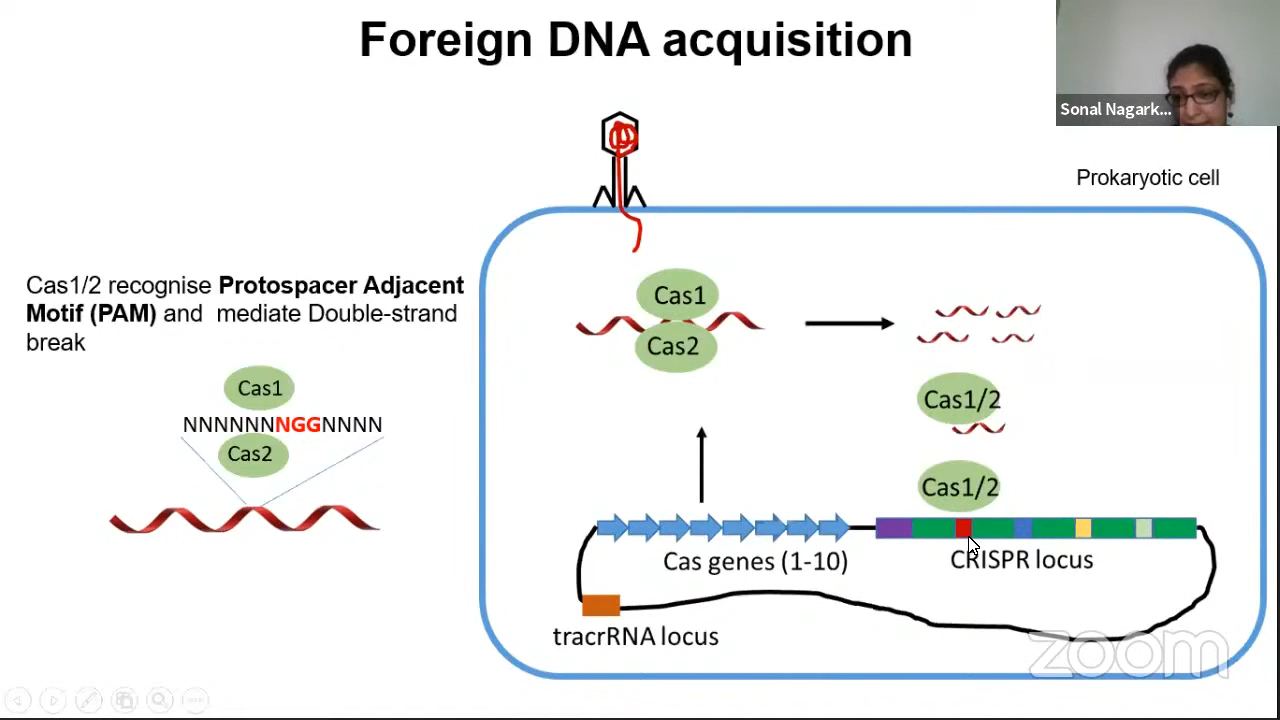 Foreign DNA acquisition
Sonal Nagark...
Prokaryotic cell
Cas1/2 recognise Protospacer Adjacent
Motif (PAM) and mediate Double-strand
break
Cas1
NNNNNNNGGNNNN
Cas2
Cas1
Cas2
Cas1/2
Cas1/2
Cas genes (1-10)
CRISPR locus
tracrRNA locus
zoom